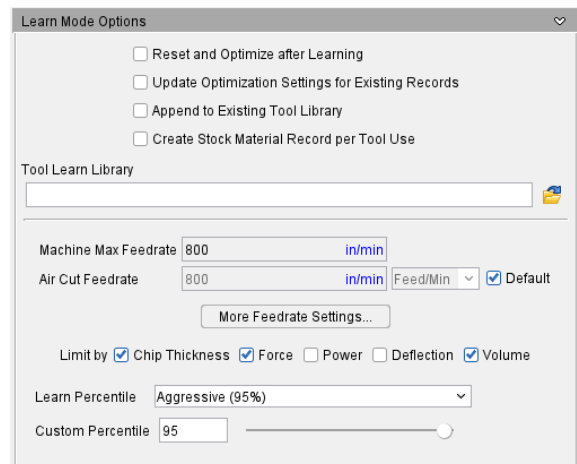 Learn Mode Options
Reset and Optimize after Learning
Update Optimization Settings for Existing Records
Append to Existing Tool Library
Create Stock Material Record per Tool Use
Tool Learn Library
Machine Max Feedrate 800 in/min
Air Cut Feedrate 800 in/min Feed/Min Default
More Feedrate Settings...
Limit by Chip Thickness Force Power Deflection Volume
Learn Percentile Aggressive (95%)
Custom Percentile 95